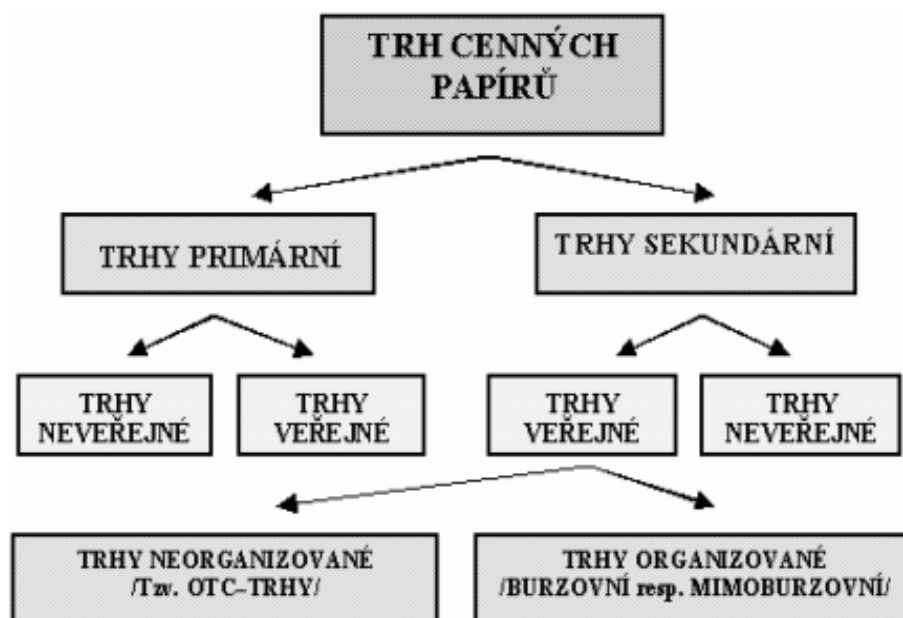 TRH CENNÝCH
PAPÍRŮ
TRHY PRIMÁRNÍ
TRHY SEKUNDÁRNÍ
TRHY
NEVEŘEJNÉ
TRHY
VEŘEJNÉ
TRHY
VEŘEJNÉ
TRHY
NEVEŘEJNÉ
TRHY NEORGANIZOVANÉ
/Tzv. OTC–TRHY/
TRHY ORGANIZOVANÉ
/BURZOVNÍ resp. MIMOBURZOVNÍ/